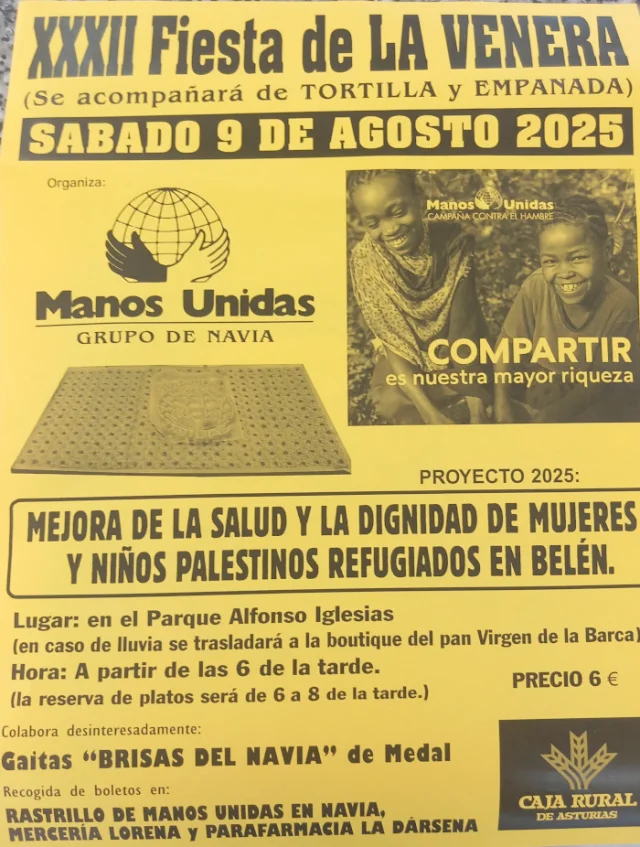 XXXII Fiesta de LA VENERA
(Se acompañará de TORTILLA y EMPANADA)
SABADO 9 DE AGOSTO 2025
Organiza:
Manos Unidas
GRUPO DE NAVIA
Manos Unidas
CAMPAÑA CONTRA EL HAMBRE
COMPARTIR
es nuestra mayor riqueza
PROYECTO 2025:
MEJORA DE LA SALUD Y LA DIGNIDAD DE MUJERES
Y NIÑOS PALESTINOS REFUGIADOS EN BELÉN.
Lugar: en el Parque Alfonso Iglesias
(en caso de lluvia se trasladará a la boutique del pan Virgen de la Barca)
Hora: A partir de las 6 de la tarde.
(la reserva de platos será de 6 a 8 de la tarde.)
PRECIO 6 €
Colabora desinteresadamente:
Gaitas “BRISAS DEL NAVIA” de Medal
Recogida de boletos en:
RASTRILLO DE MANOS UNIDAS EN NAVIA,
MERCERÍA LORENA y PARAFARMACIA LA DÁRSENA
CAJA RURAL
DE ASTURIAS